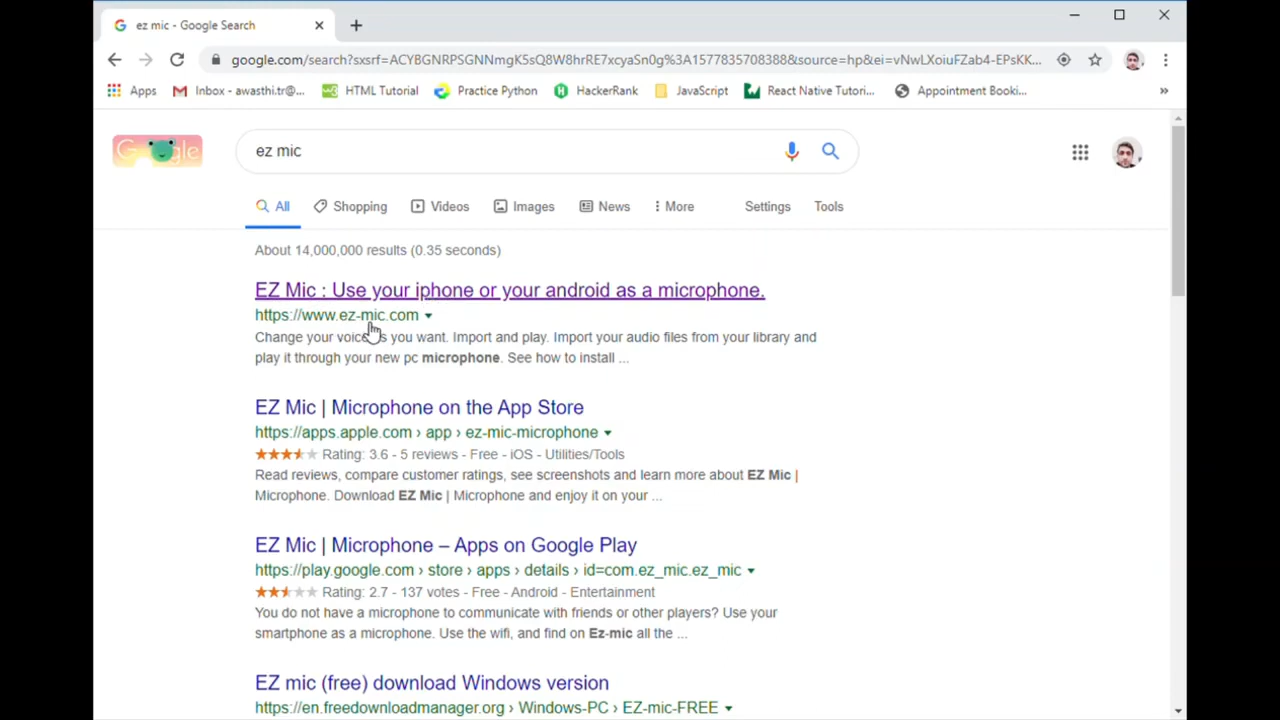 ez mic - Google Search
google.com/search?sxsrf=ACYBGNRPSGNNmgK5sQ8W8hrRE7xcyaSn0g%3A1577835708388&source=hp&ei=vNwLXoiuFZab4-EPsKK...
Apps Inbox - awasthi.tr@... HTML Tutorial Practice Python HackerRank JavaScript React Native Tutori... Appointment Booki... »
Google
ez mic
All Shopping Videos Images News More Settings Tools
About 14,000,000 results (0.35 seconds)
EZ Mic : Use your iphone or your android as a microphone.
https://www.ez-mic.com
Change your voice as you want. Import and play. Import your audio files from your library and
play it through your new pc microphone. See how to install ...
EZ Mic | Microphone on the App Store
https://apps.apple.com › app › ez-mic-microphone
Rating: 3.6 - 5 reviews - Free - iOS - Utilities/Tools
Read reviews, compare customer ratings, see screenshots and learn more about EZ Mic |
Microphone. Download EZ Mic | Microphone and enjoy it on your ...
EZ Mic | Microphone – Apps on Google Play
https://play.google.com › store › apps › details › id=com.ez_mic.ez_mic
Rating: 2.7 - 137 votes - Free - Android - Entertainment
You do not have a microphone to communicate with friends or other players? Use your
smartphone as a microphone. Use the wifi, and find on Ez-mic all the ...
EZ mic (free) download Windows version
https://en.freedownloadmanager.org › Windows-PC › EZ-mic-FREE